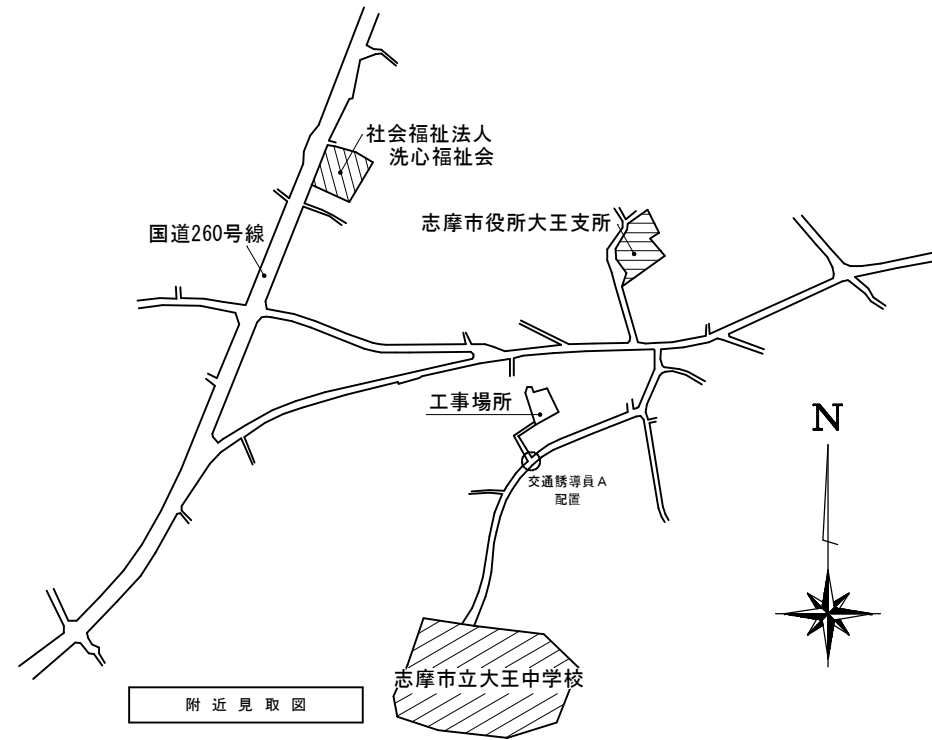 社会福祉法人
洗心福祉会
志摩市役所大王支所
国道260号線
工事場所
N
交通誘導員A
配置
志摩市立大王中学校
附近見取図